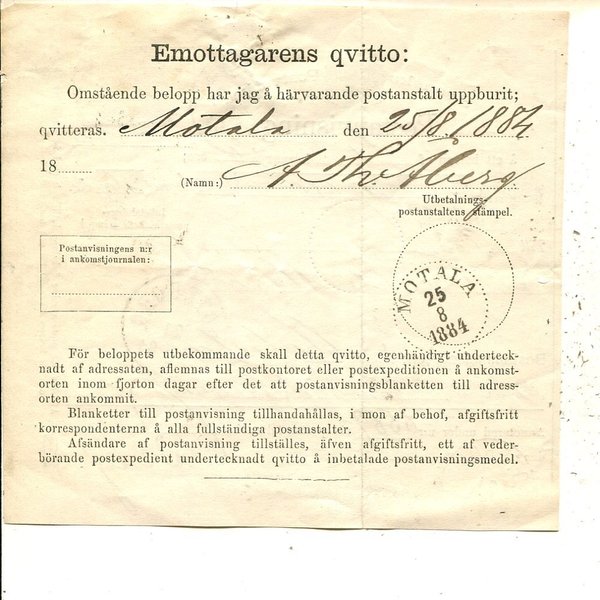 Emottagarens qvitto:
Omstående belopp har jag å härvarande postanstalt uppburit;
qvitteras. Motala den 25/8 1884
18
(Namn:) A. Th. Åberg.
Utbetalnings-
postanstaltens stämpel.
Postanvisningens n:r
i ankomstjournalen:
MOTALA
25
8
1884
För beloppets utbekommande skall detta qvitto, egenhändigt underteck-
nadt af adressaten, aflemnas till postkontoret eller postexpeditionen å ankomst-
orten inom fjorton dagar efter det att postanvisningsblanketten till adress-
orten ankommit.
Blanketter till postanvisning tillhandahållas, i mon af behof, afgiftsfritt
korrespondenterna å alla fullständiga postanstalter.
Afsändare af postanvisning tillställes, äfven afgiftsfritt, ett af veder-
börande postexpedient undertecknadt qvitto å inbetalade postanvisningsmedel.